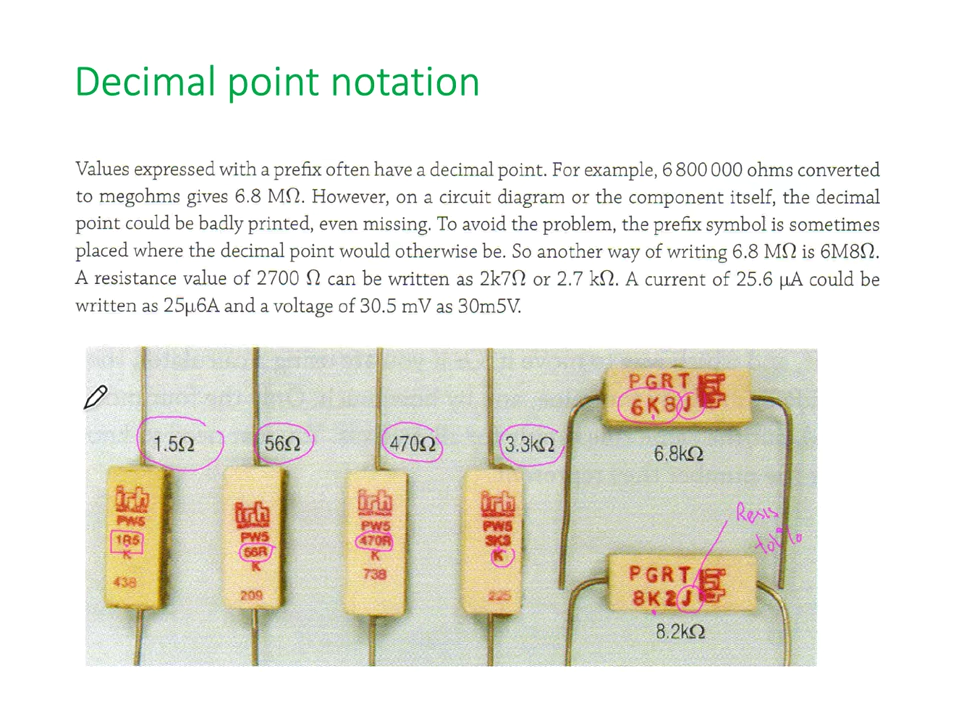 Decimal point notation
Values expressed with a prefix often have a decimal point. For example, 6 800 000 ohms converted
to megohms gives 6.8 MΩ. However, on a circuit diagram or the component itself, the decimal
point could be badly printed, even missing. To avoid the problem, the prefix symbol is sometimes
placed where the decimal point would otherwise be. So another way of writing 6.8 MΩ is 6M8Ω.
A resistance value of 2700 Ω can be written as 2k7Ω or 2.7 kΩ. A current of 25.6 µA could be
written as 25µ6A and a voltage of 30.5 mV as 30m5V.
1.5Ω
irh
PW5
1R5
K
438
56Ω
irh
AUSTRALIA
PW5
56R
K
209
470Ω
irh
PW5
470R
K
738
3.3kΩ
irh
PW5
3K3
K
225
PGRT
6K8J
6.8kΩ
Resis
tol%
PGRT
8K2J
8.2kΩ